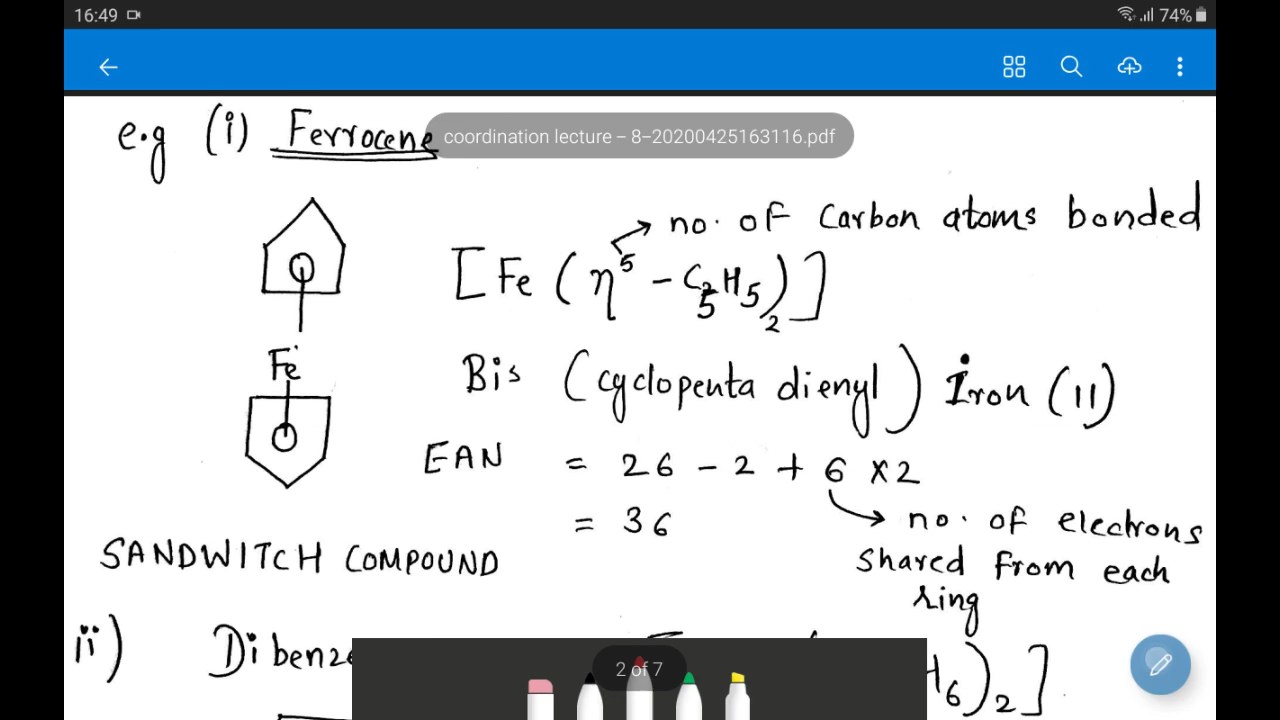 16:49 74%
e.g (i) Ferrocene
coordination lecture – 8–20200425163116.pdf
→ no. of Carbon atoms bonded
[Fe (η⁵ – C₅H₅)₂]
Bis (cyclopenta dienyl) Iron (II)
EAN = 26 – 2 + 6 × 2
= 36
→ no. of electrons
shared from each
ring
SANDWITCH COMPOUND
Fe
ii) Dibenze
H₆)₂]
2 of 7